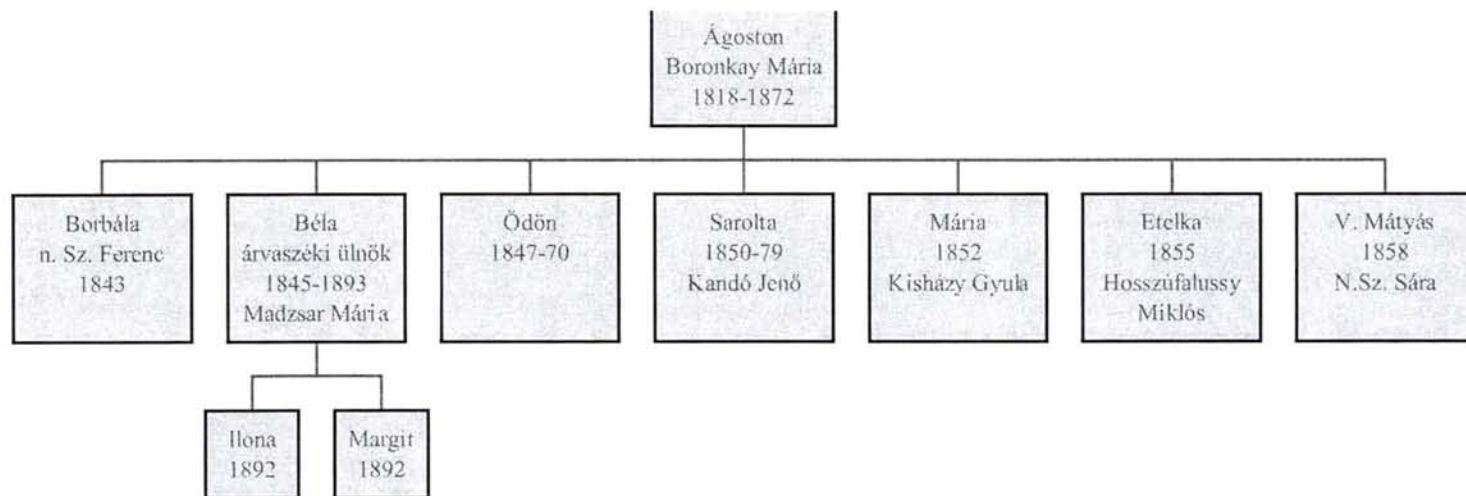 Ágoston
Boronkay Mária
1818-1872
Borbála
n. Sz. Ferenc
1843
Béla
árvaszéki ülnök
1845-1893
Madzsar Mária
Ödön
1847-70
Sarolta
1850-79
Kandó Jenő
Mária
1852
Kisházy Gyula
Etelka
1855
Hosszúfalussy
Miklós
V. Mátyás
1858
N.Sz. Sára
Ilona
1892
Margit
1892